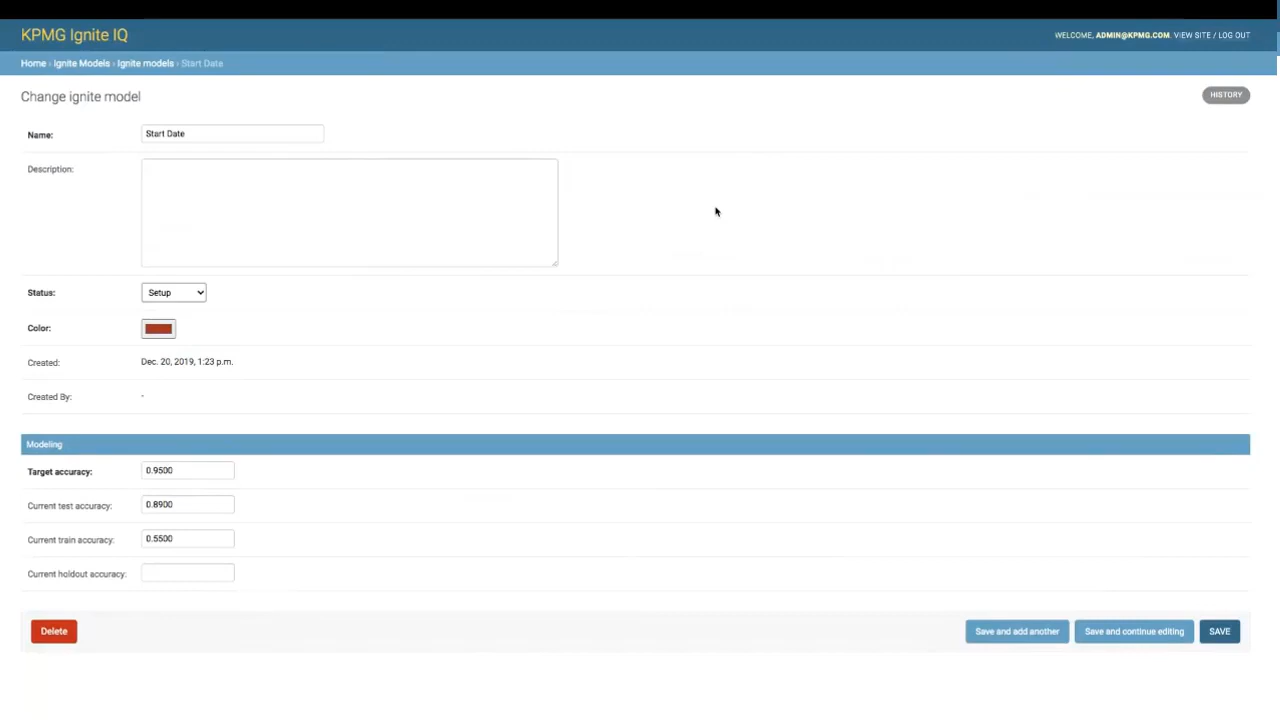 KPMG Ignite IQ
WELCOME, ADMIN@KPMG.COM. VIEW SITE / LOG OUT
Home › Ignite Models › Ignite models › Start Date
Change ignite model
HISTORY
Name:
Start Date
Description:
Status:
Setup
Color:
Created:
Dec. 20, 2019, 1:23 p.m.
Created By:
-
Modeling
Target accuracy:
0.9500
Current test accuracy:
0.8900
Current train accuracy:
0.5500
Current holdout accuracy:
Delete
Save and add another
Save and continue editing
SAVE